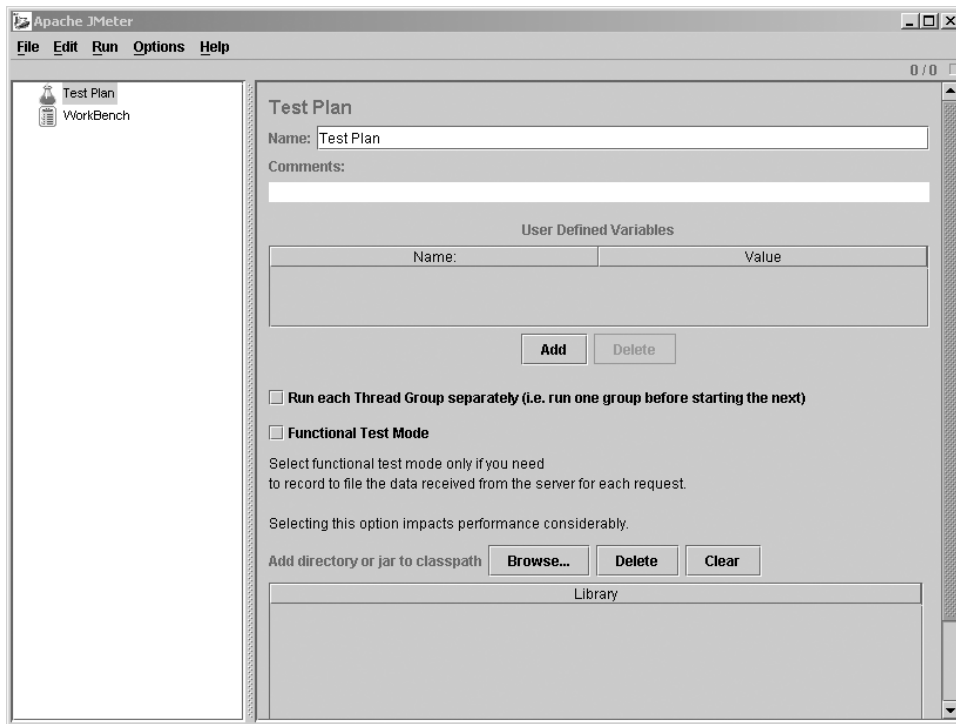 Apache JMeter
File Edit Run Options Help
0 / 0
Test Plan
WorkBench
Test Plan
Name: Test Plan
Comments:
User Defined Variables
Name: Value
Add Delete
Run each Thread Group separately (i.e. run one group before starting the next)
Functional Test Mode
Select functional test mode only if you need
to record to file the data received from the server for each request.
Selecting this option impacts performance considerably.
Add directory or jar to classpath Browse... Delete Clear
Library